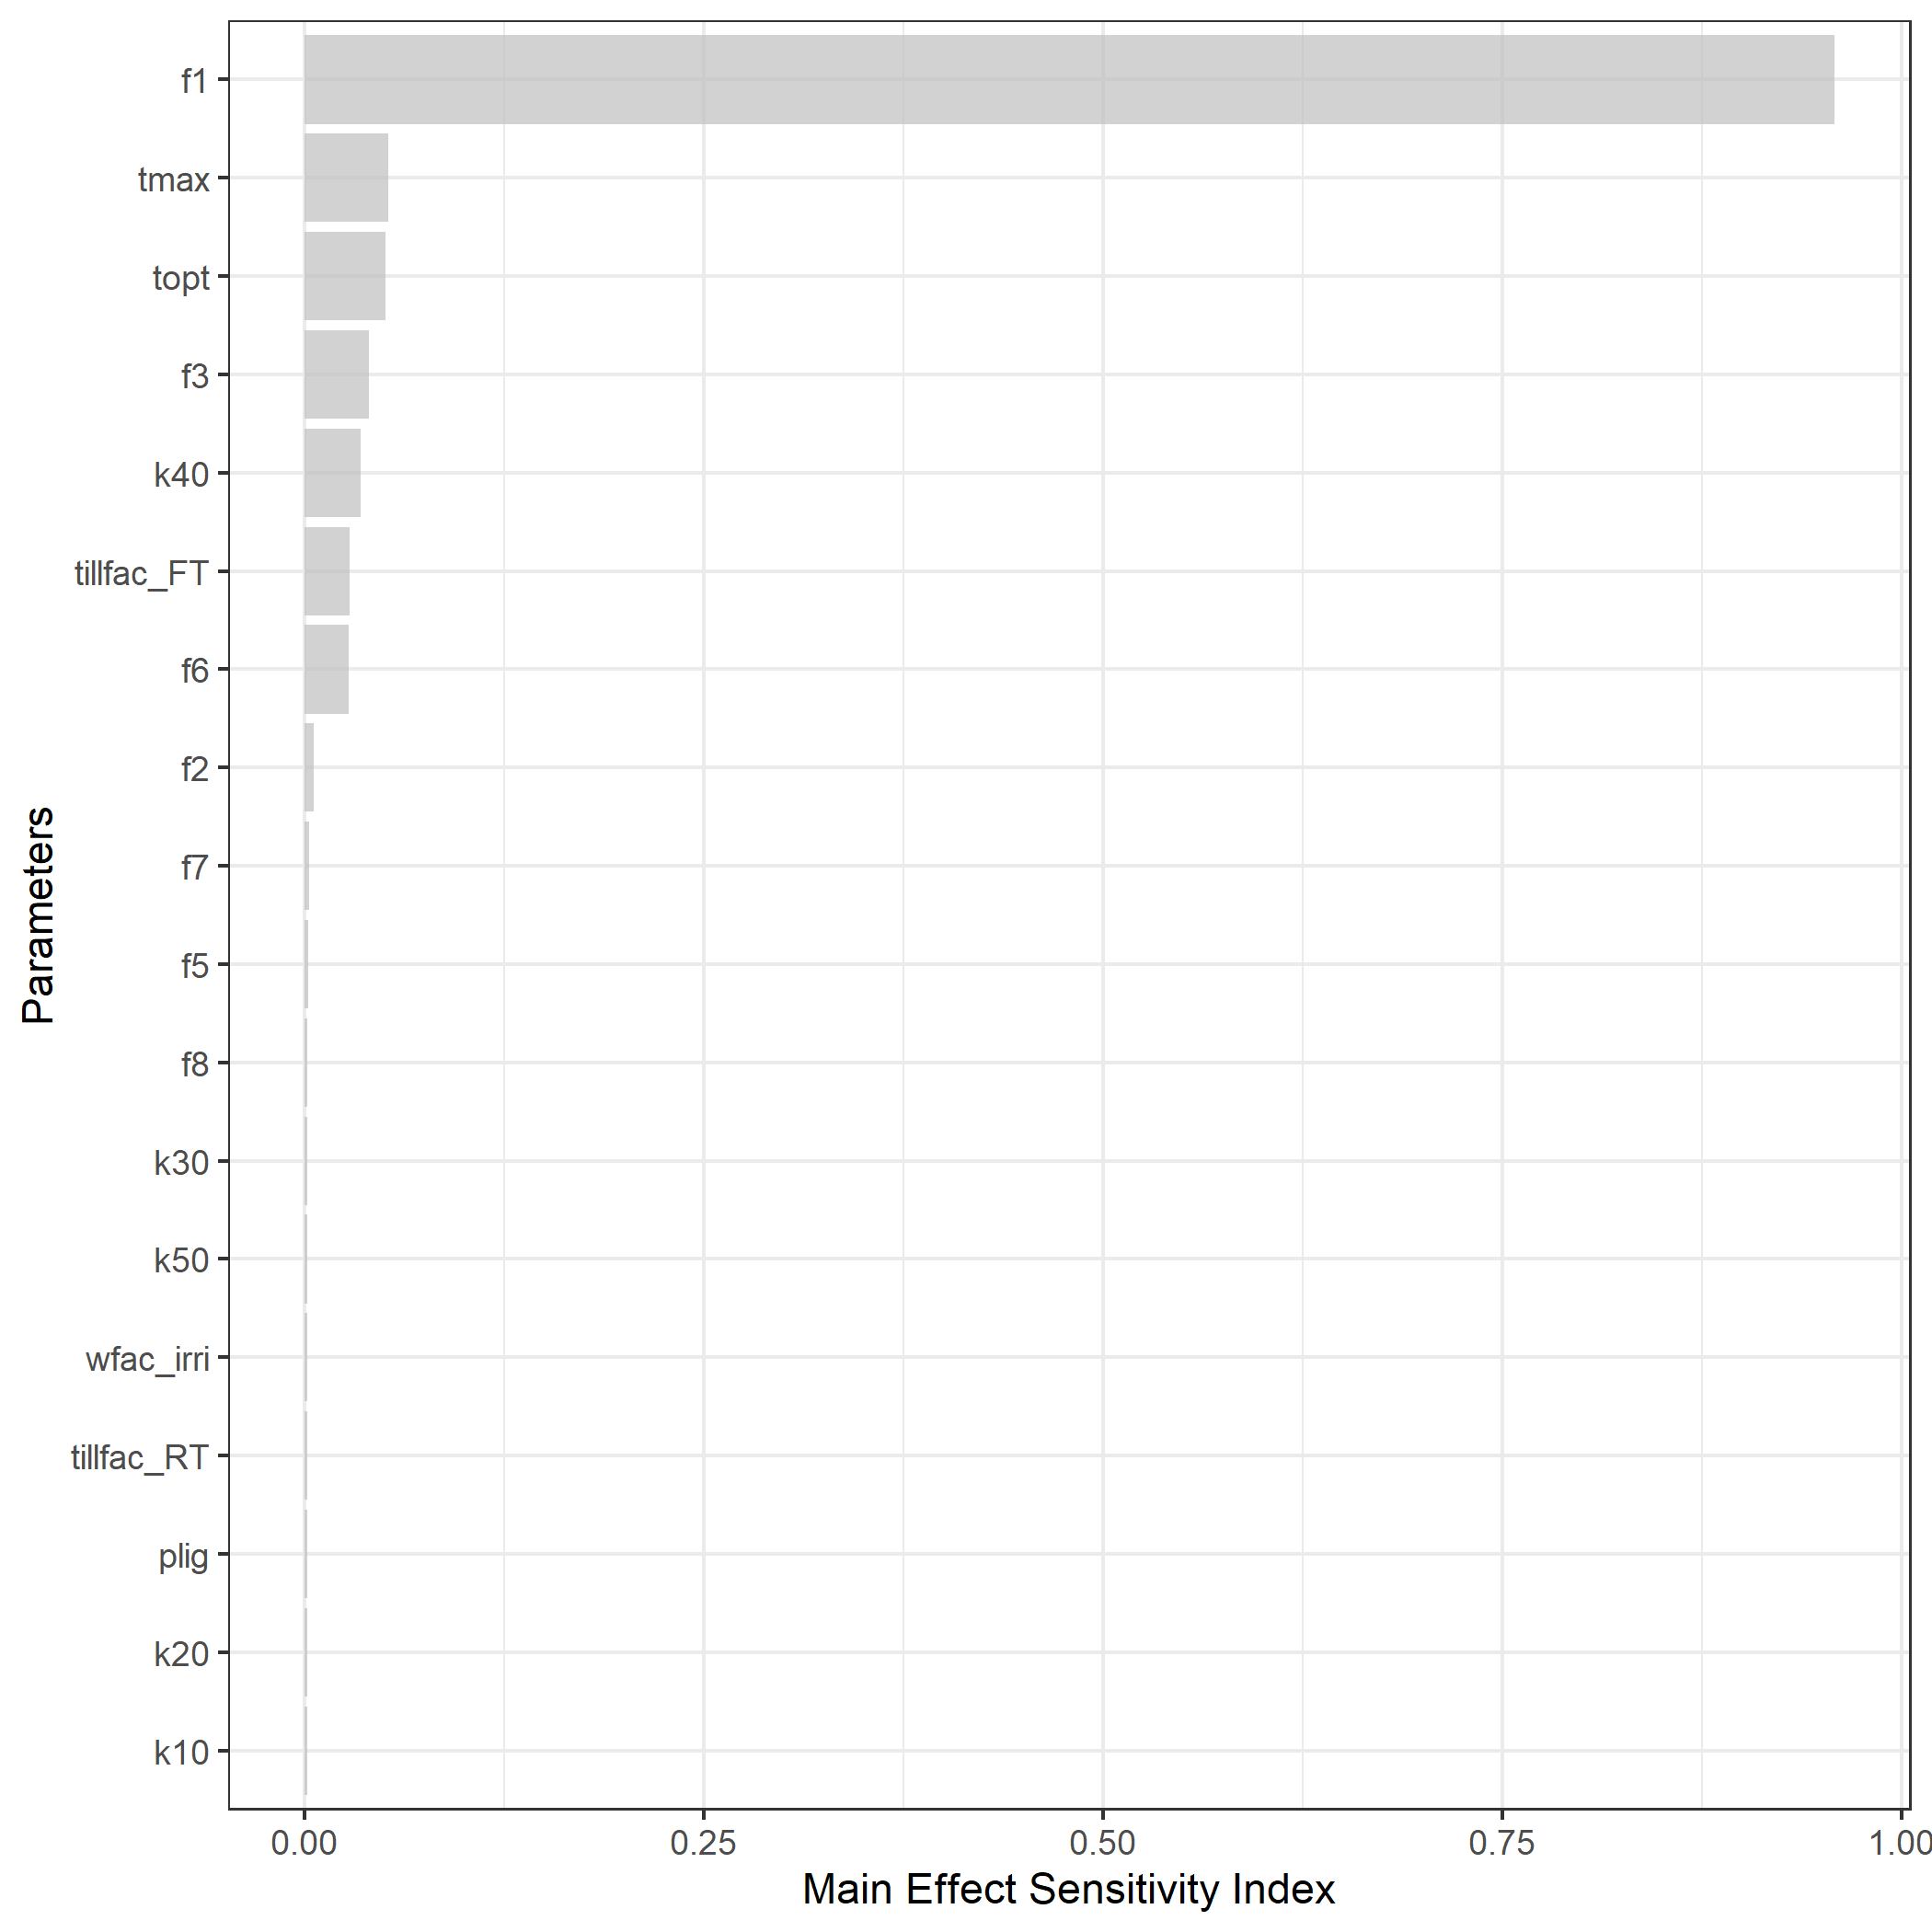 f1
tmax
topt
f3
k40
tillfac_FT
f6
f2
f7
f5
f8
k30
k50
wfac_irri
tillfac_RT
plig
k20
k10
Parameters
0.00 0.25 0.50 0.75 1.00
Main Effect Sensitivity Index